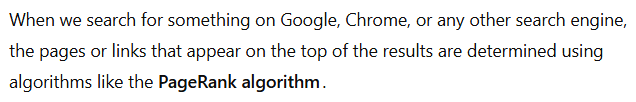 When we search for something on Google, Chrome, or any other search engine,
the pages or links that appear on the top of the results are determined using
algorithms like the PageRank algorithm.